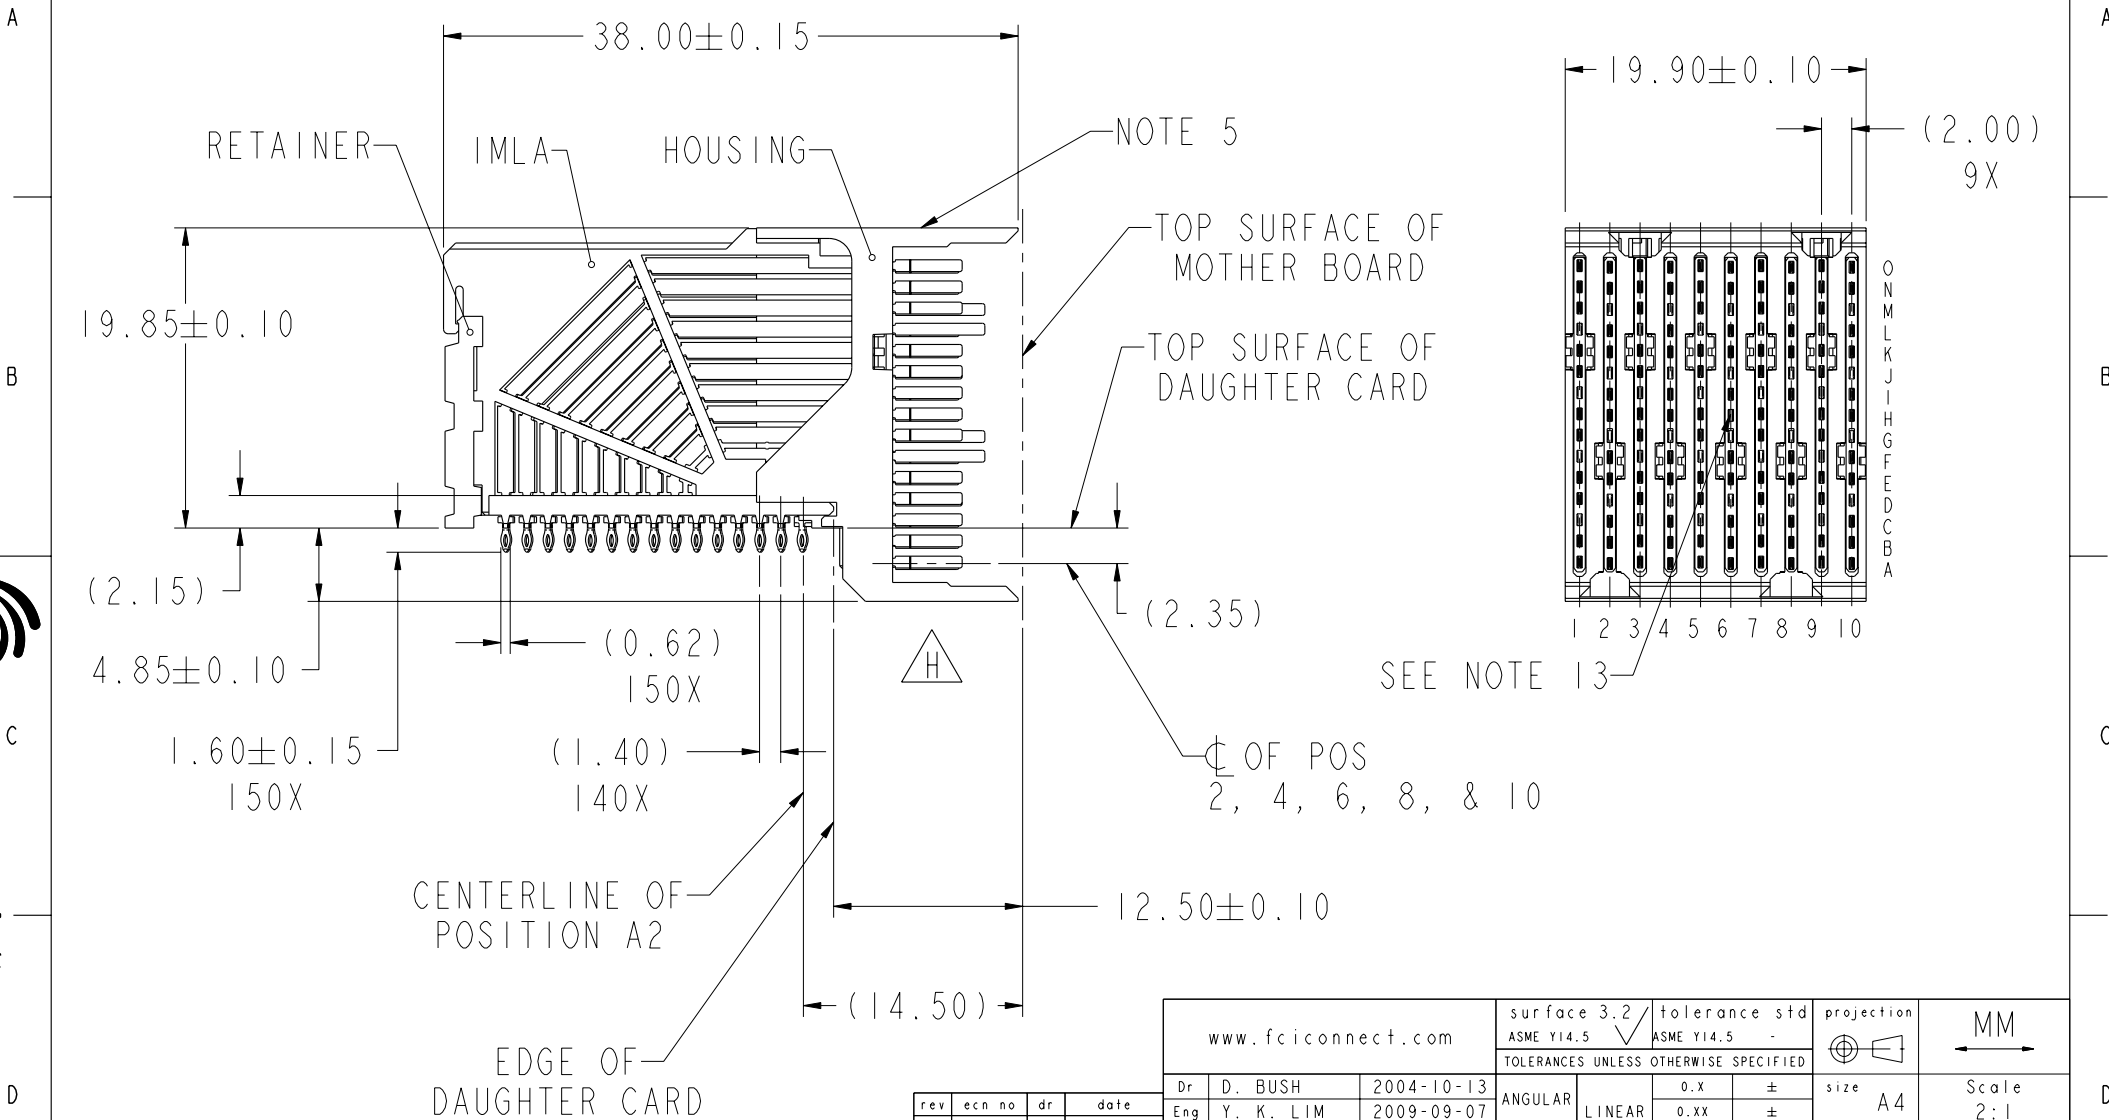 A
A
38.00±0.15
19.90±0.10
(2.00)
9X
RETAINER
IMLA
HOUSING
NOTE 5
TOP SURFACE OF
MOTHER BOARD
19.85±0.10
TOP SURFACE OF
DAUGHTER CARD
B
B
O
N
M
L
K
J
I
H
G
F
E
D
C
B
A
(2.15)
(2.35)
1 2 3 4 5 6 7 8 9 10
4.85±0.10
(0.62)
150X
H
SEE NOTE 13
C
C
1.60±0.15
150X
(1.40)
140X
℄ OF POS
2, 4, 6, 8, & 10
CENTERLINE OF
POSITION A2
12.50±0.10
(14.50)
EDGE OF
DAUGHTER CARD
D
D
www.fciconnect.com
surface 3.2
ASME Y14.5
tolerance std
ASME Y14.5 -
projection
MM
TOLERANCES UNLESS OTHERWISE SPECIFIED
Dr D. BUSH 2004-10-13
Eng Y. K. LIM 2009-09-07
ANGULAR
LINEAR
0.X ±
0.XX ±
size A4
Scale
2:1
rev ecn no dr date